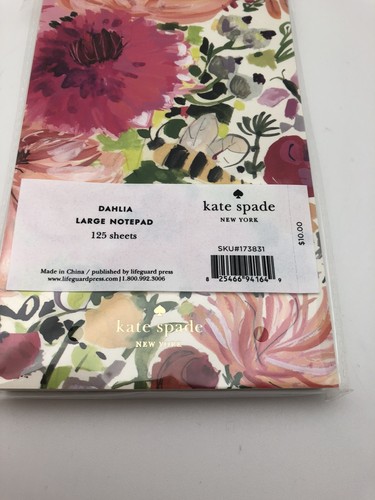 DAHLIA
LARGE NOTEPAD
125 sheets
kate spade
NEW YORK
SKU#173831
$10.00
8 25466 94164 9
Made in China / published by lifeguard press
www.lifeguardpress.com | 1.800.992.3006
kate spade
NEW YORK